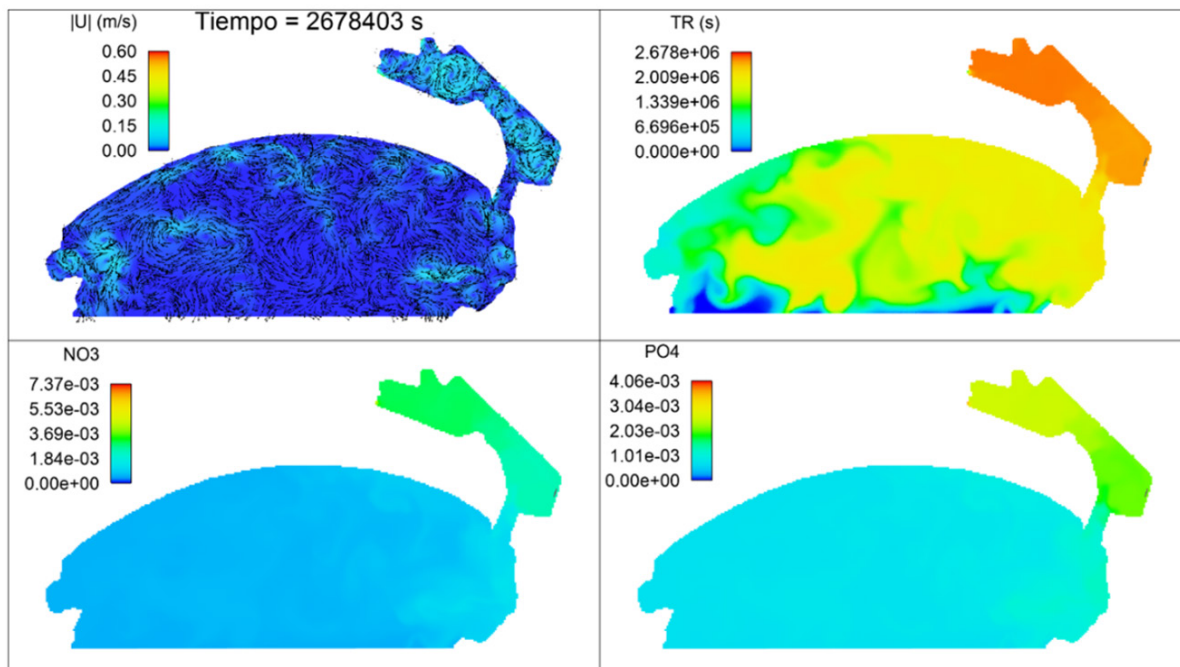 |U| (m/s)
Tiempo = 2678403 s
0.60
0.45
0.30
0.15
0.00
TR (s)
2.678e+06
2.009e+06
1.339e+06
6.696e+05
0.000e+00
NO3
7.37e-03
5.53e-03
3.69e-03
1.84e-03
0.00e+00
PO4
4.06e-03
3.04e-03
2.03e-03
1.01e-03
0.00e+00